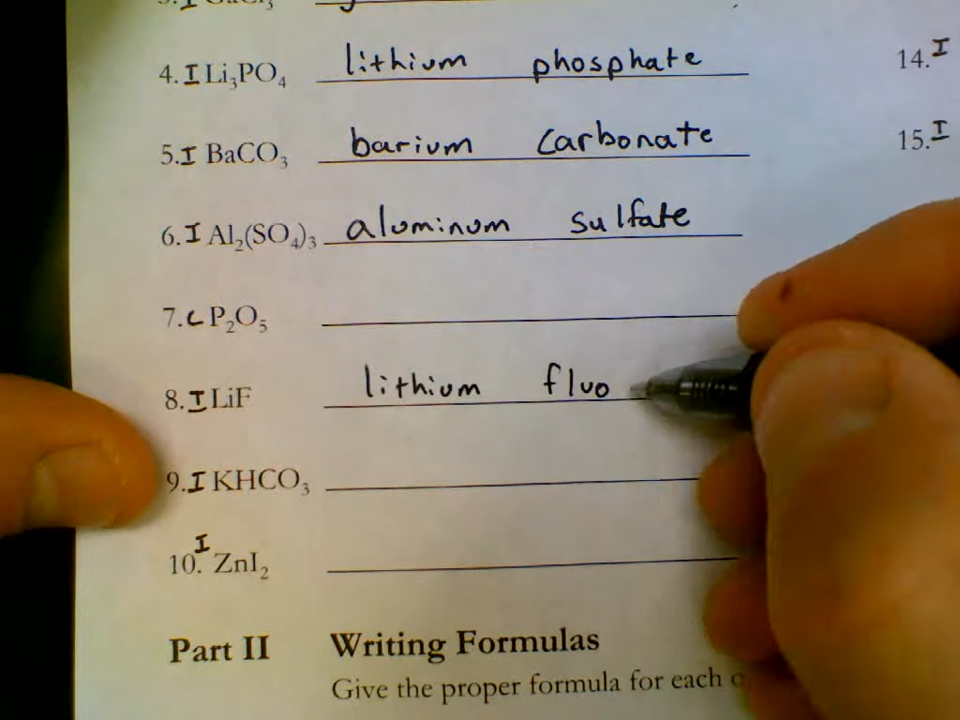 4. I Li₃PO₄ lithium phosphate
14. I
5. I BaCO₃ barium carbonate
15. I
6. I Al₂(SO₄)₃ aluminum sulfate
7. C P₂O₅
8. I LiF lithium fluo
9. I KHCO₃
10. I ZnI₂
Part II Writing Formulas
Give the proper formula for each